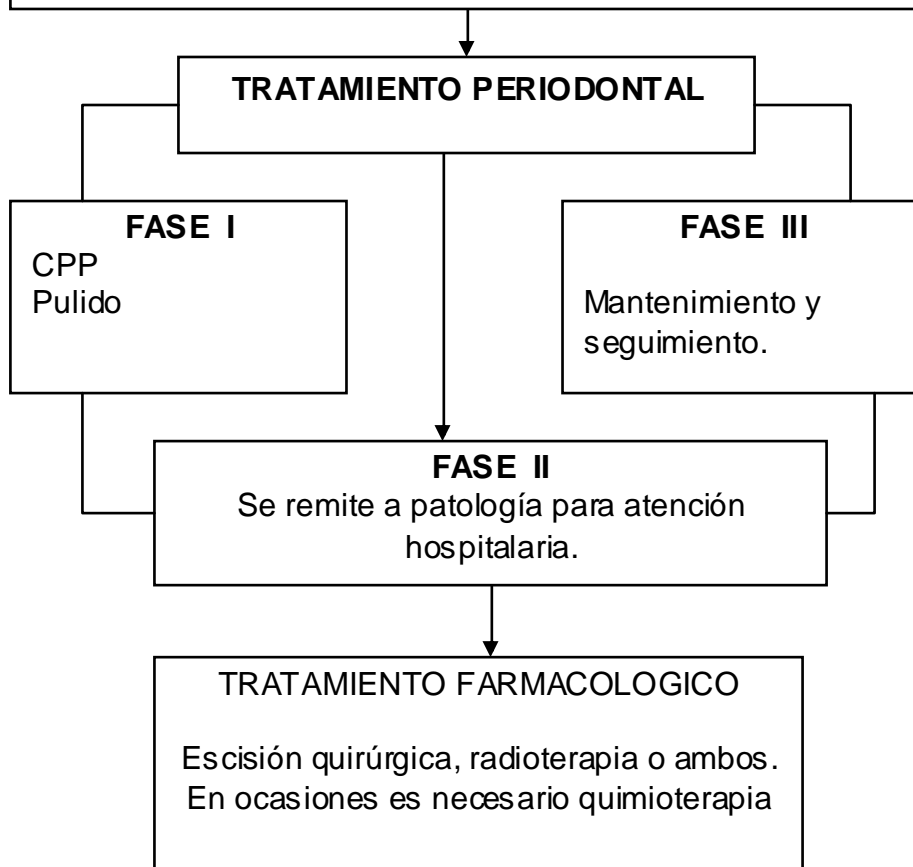 TRATAMIENTO PERIODONTAL
FASE I
CPP
Pulido
FASE III
Mantenimiento y
seguimiento.
FASE II
Se remite a patología para atención
hospitalaria.
TRATAMIENTO FARMACOLOGICO
Escisión quirúrgica, radioterapia o ambos.
En ocasiones es necesario quimioterapia